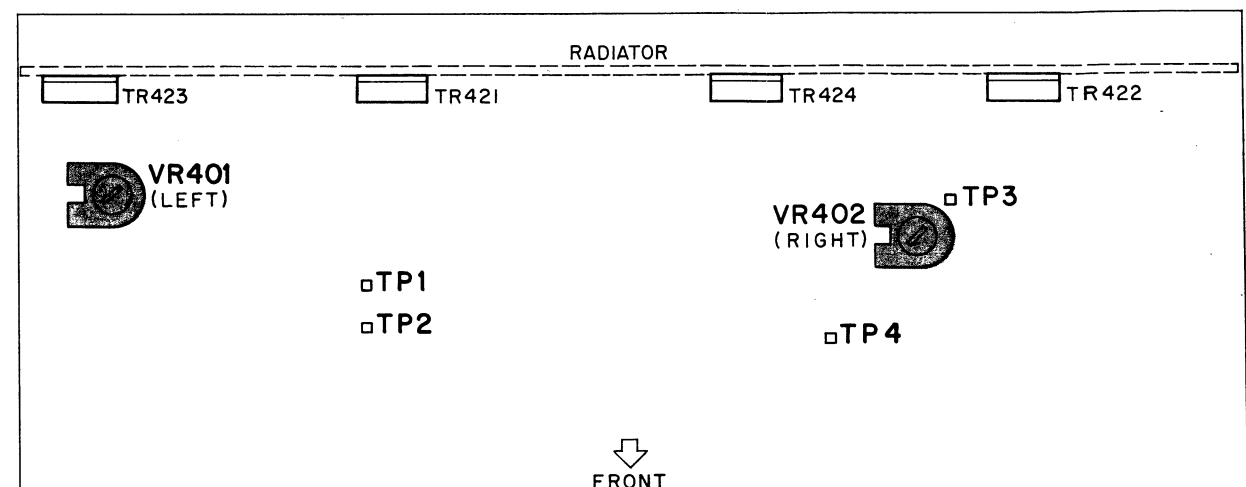 RADIATOR
TR423
TR421
TR424
TR422
VR401
(LEFT)
TP3
VR402
(RIGHT)
TP1
TP2
TP4
FRONT